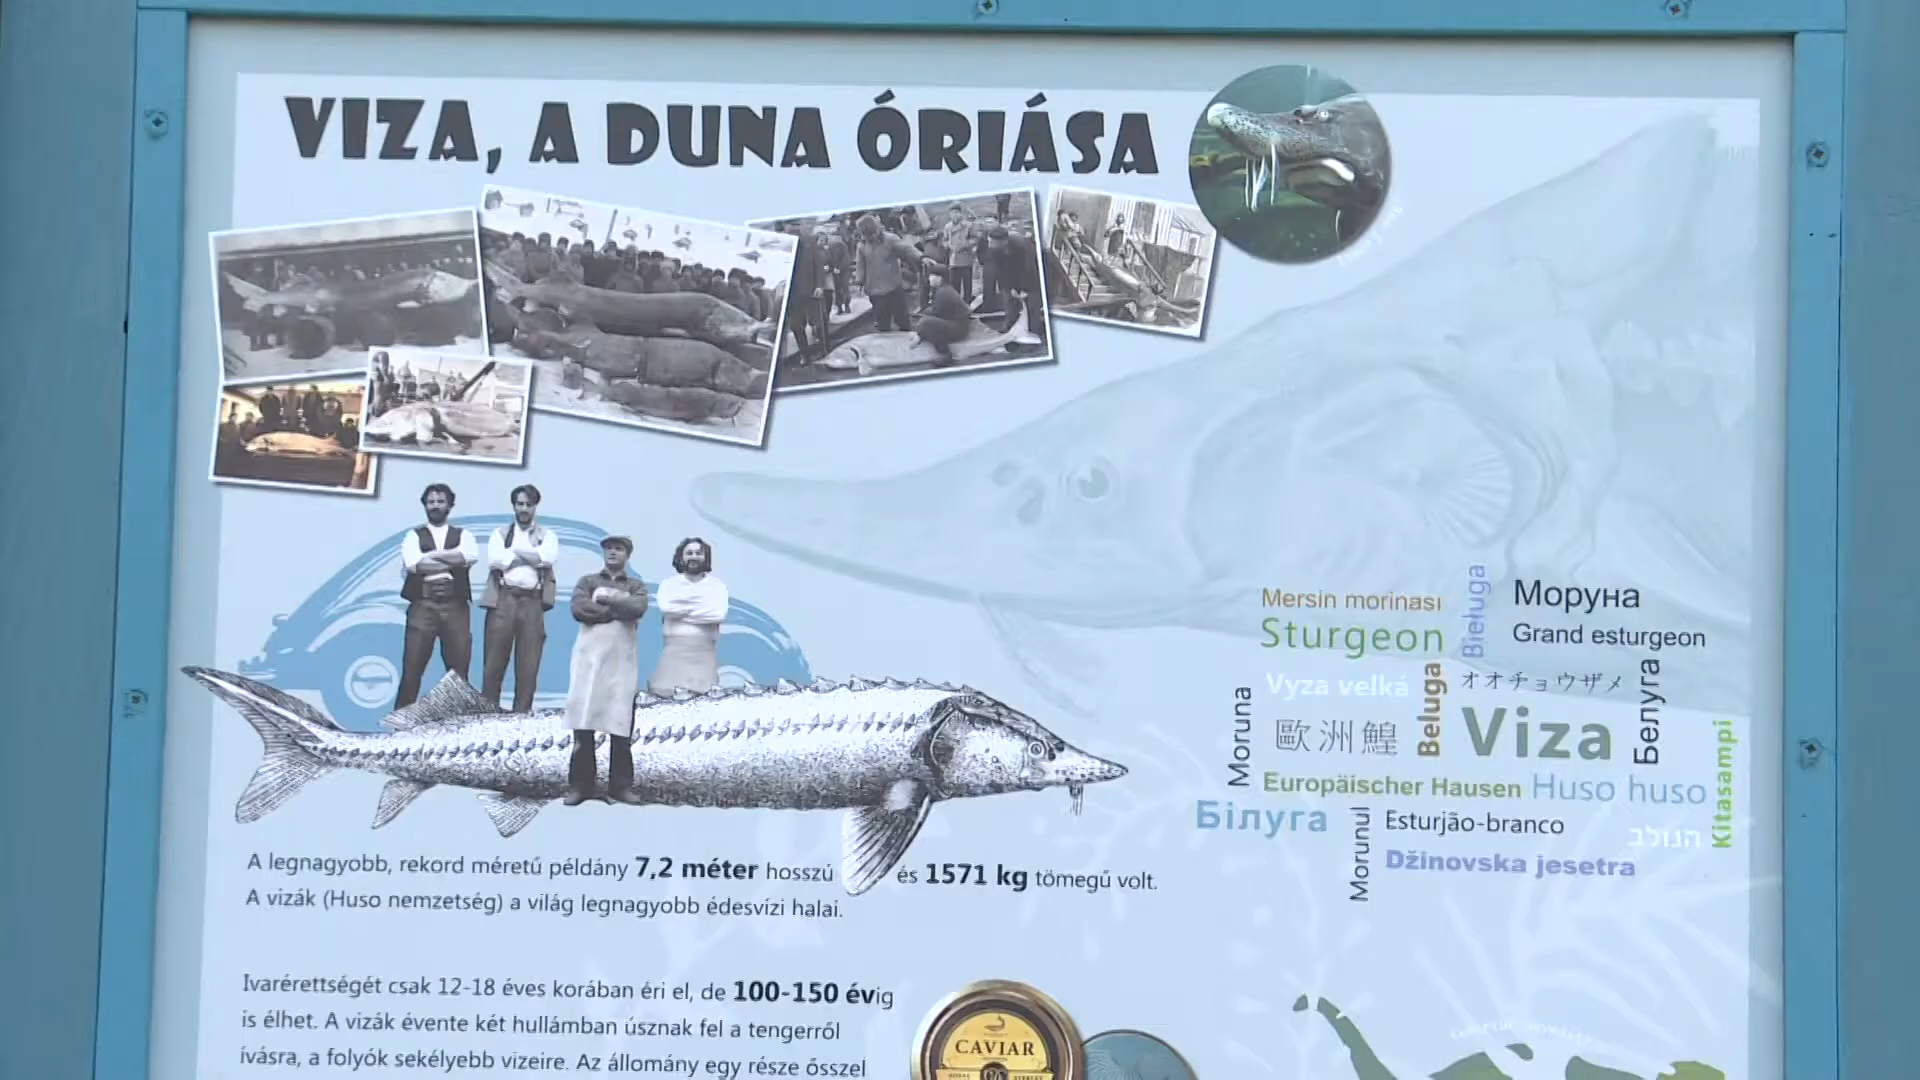 VIZA, A DUNA ÓRIÁSA
Mersin morinası
Bieługa
Моруна
Sturgeon
Grand esturgeon
Vyza velká
Beluga
オオチョウザメ
Белуга
Moruna
歐洲鰉
Viza
Kitasampi
Europäischer Hausen
Huso huso
Білуга
Morunul
Esturjão-branco
Džinovska jesetra
A legnagyobb, rekord méretű példány 7,2 méter hosszú és 1571 kg tömegű volt.
A vizák (Huso nemzetség) a világ legnagyobb édesvízi halai.
Ivarérettségét csak 12-18 éves korában éri el, de 100-150 évig
is élhet. A vizák évente két hullámban úsznak fel a tengerről
ívásra, a folyók sekélyebb vizeire. Az állomány egy része ősszel
CAVIAR